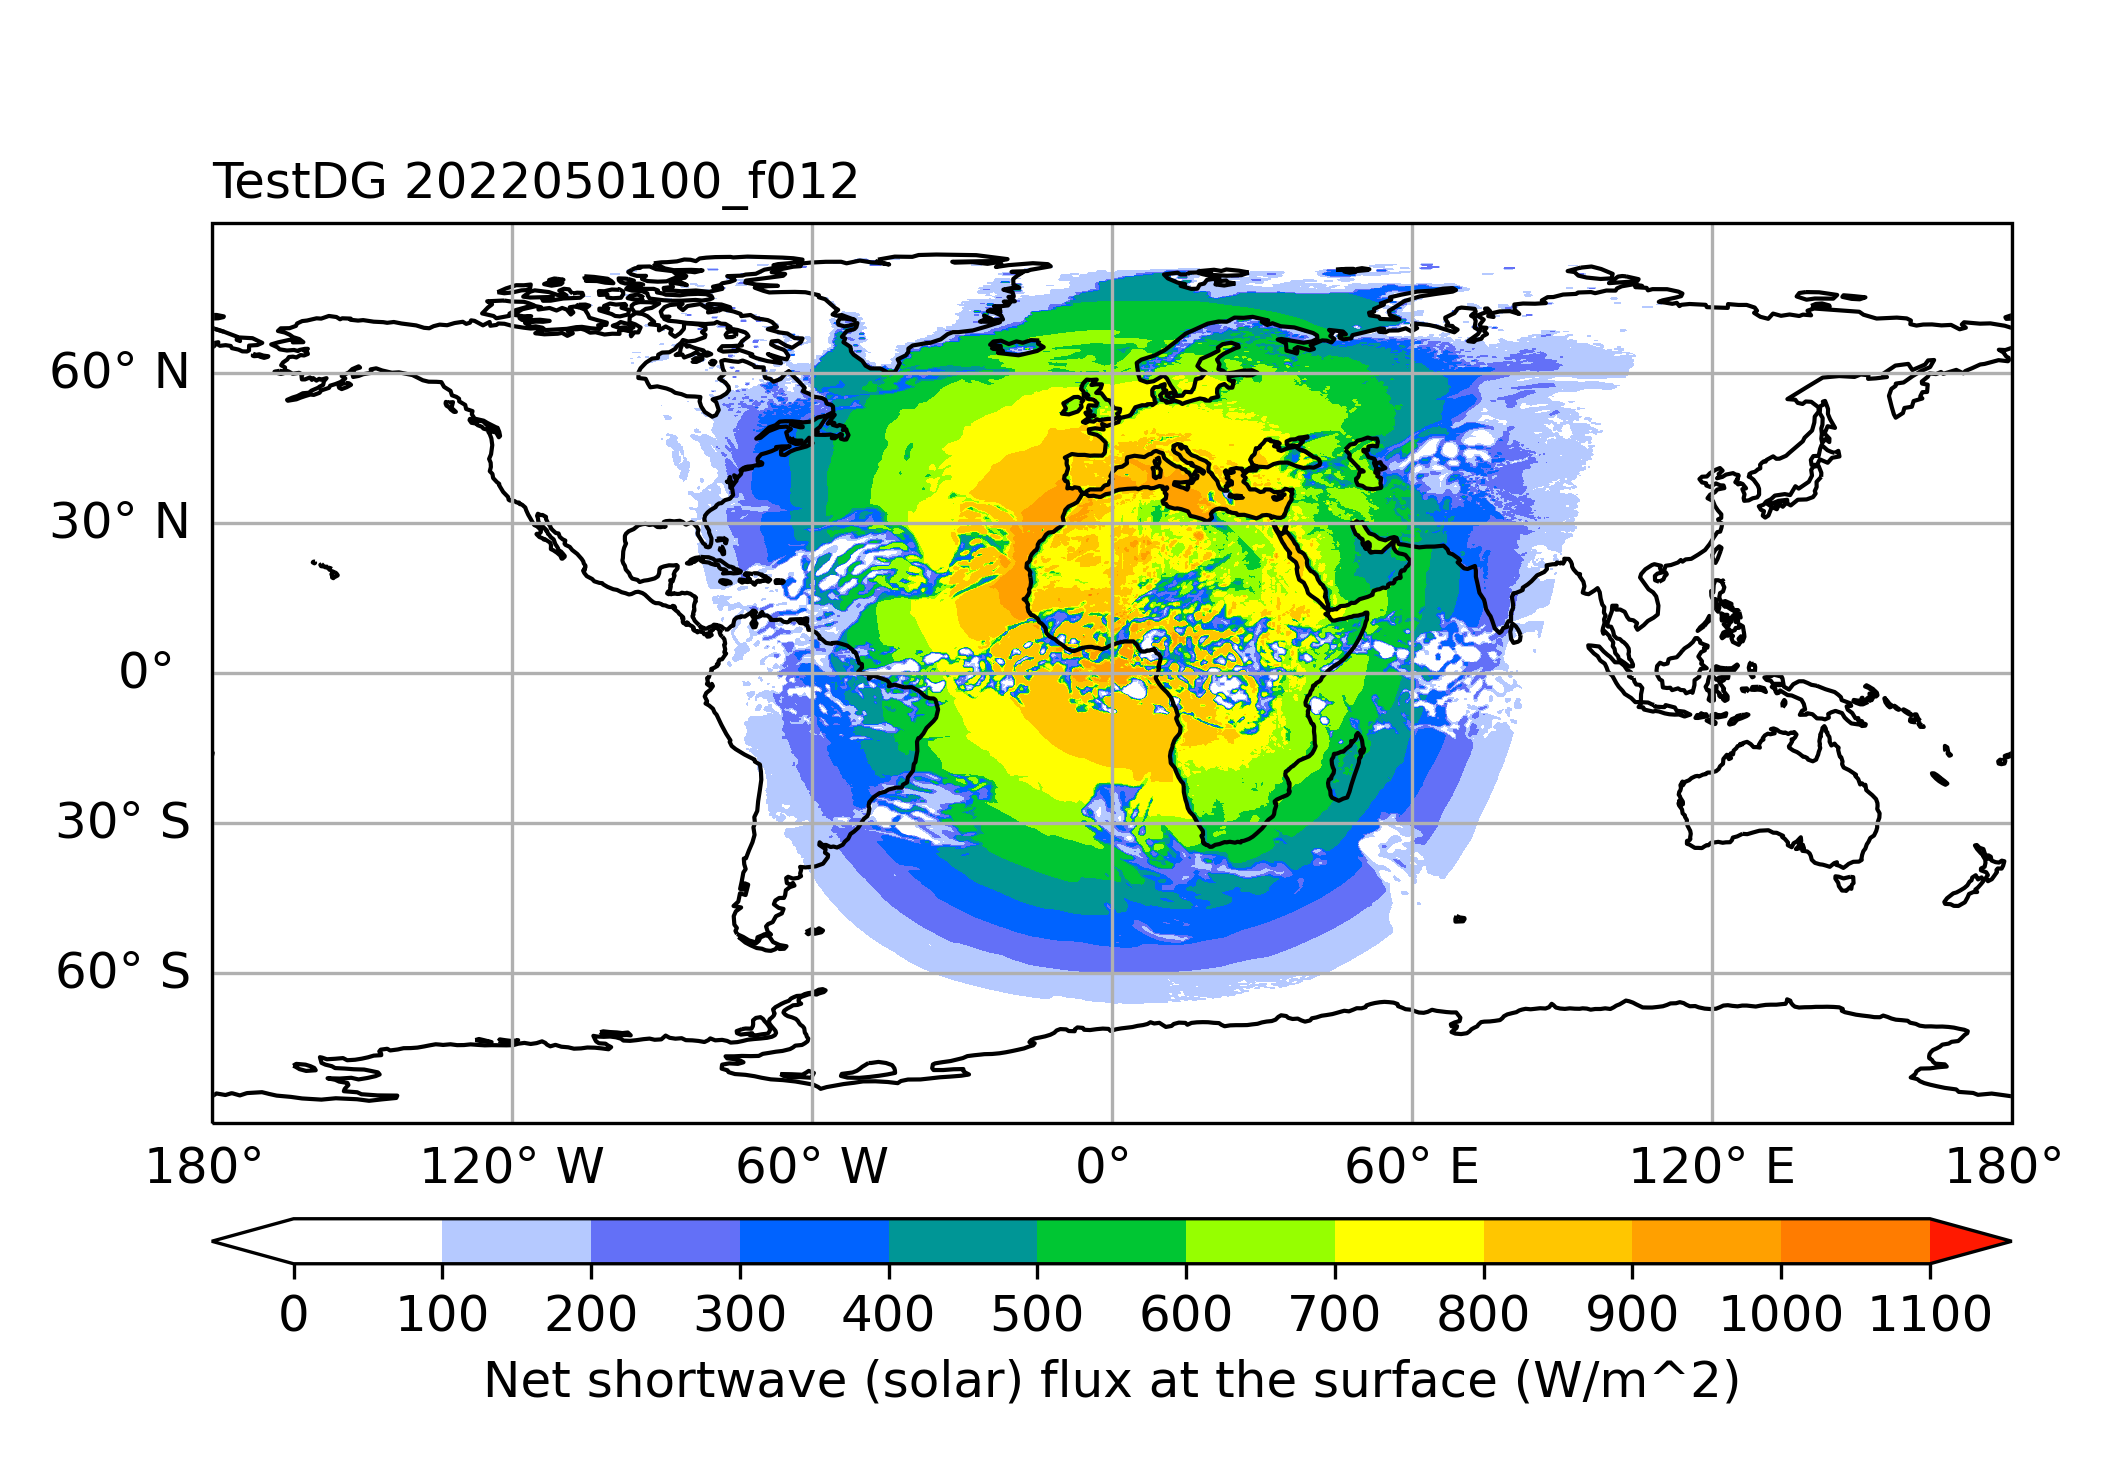 TestDG 2022050100_f012
60° N
30° N
0°
30° S
60° S
180° 120° W 60° W 0° 60° E 120° E 180°
0 100 200 300 400 500 600 700 800 900 1000 1100
Net shortwave (solar) flux at the surface (W/m^2)